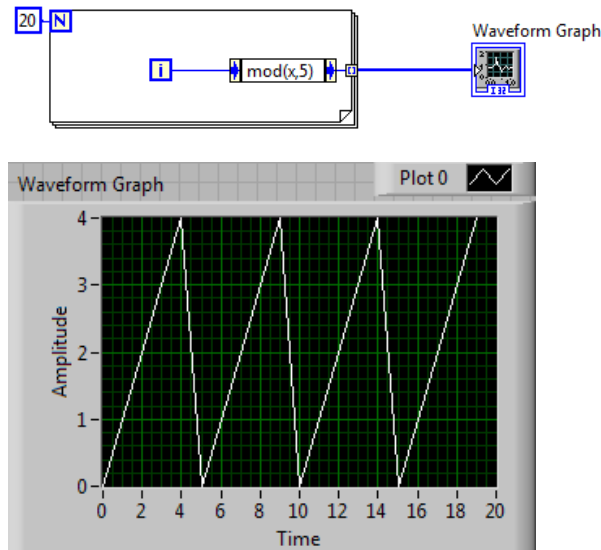 20 N
Waveform Graph
i mod(x,5)
I32
Waveform Graph Plot 0
4
3
2
1
0
Amplitude
0 2 4 6 8 10 12 14 16 18 20
Time